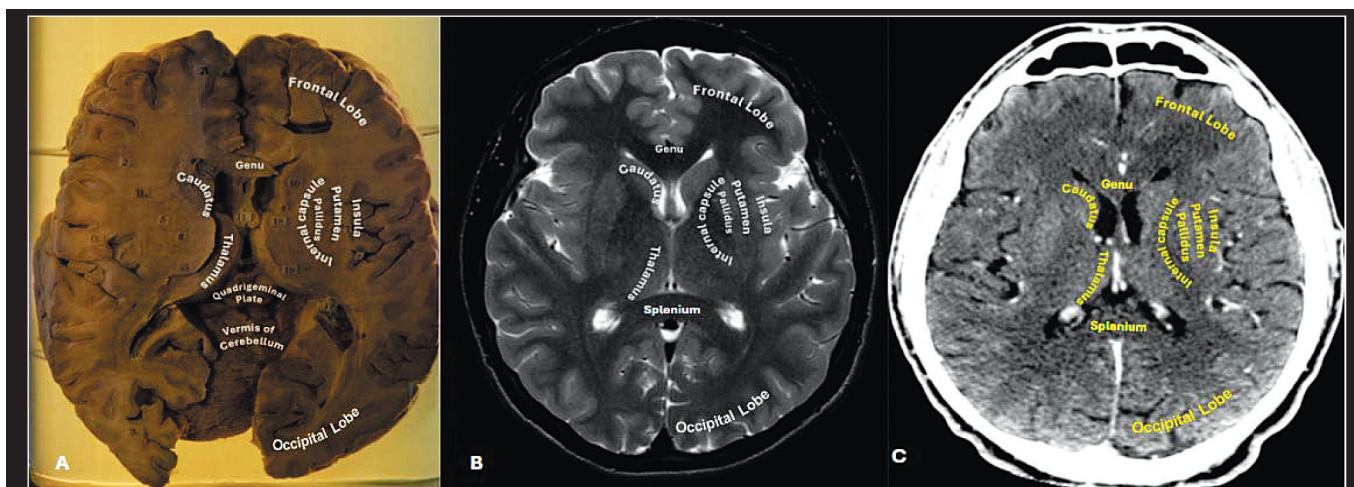 Frontal Lobe
Genu
Caudatus
Internal capsule
Pallidus
Putamen
Insula
Thalamus
Quadrigeminal
Plate
Vermis of
Cerebellum
Occipital Lobe
A
Frontal Lobe
Genu
Caudatus
Internal capsule
Pallidus
Putamen
Insula
Thalamus
Splenium
Occipital Lobe
B
Frontal Lobe
Genu
Caudatus
Internal capsule
Pallidus
Putamen
Insula
Thalamus
Splenium
Occipital Lobe
C